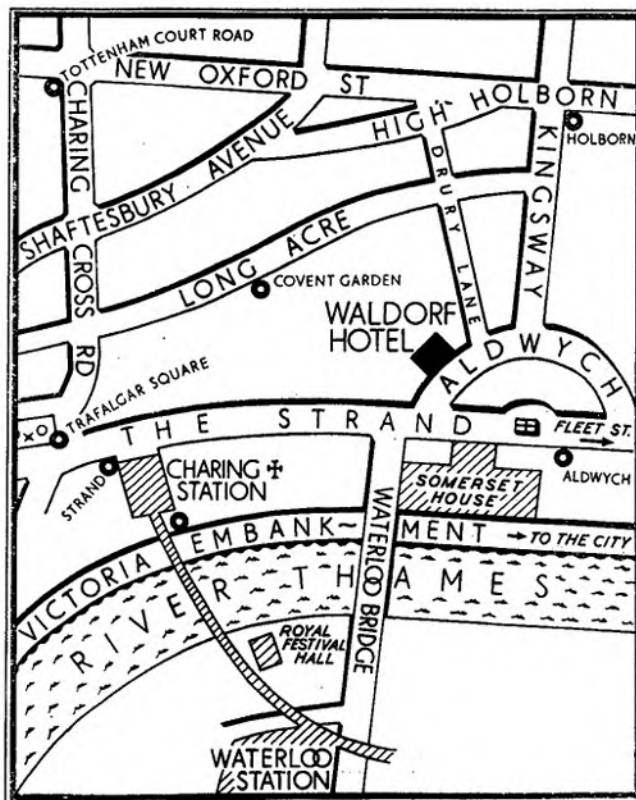 TOTTENHAM COURT ROAD
NEW OXFORD ST
HIGH HOLBORN
HOLBORN
CHARING CROSS RD
SHAFTESBURY AVENUE
DRURY LANE
KINGSWAY
LONG ACRE
COVENT GARDEN
WALDORF
HOTEL
ALDWYCH
TRAFALGAR SQUARE
THE STRAND
FLEET ST.
STRAND
CHARING ✠
STATION
SOMERSET
HOUSE
ALDWYCH
VICTORIA EMBANK~MENT
→TO THE CITY
WATERLOO BRIDGE
RIVER THAMES
ROYAL
FESTIVAL
HALL
WATERLOO
STATION